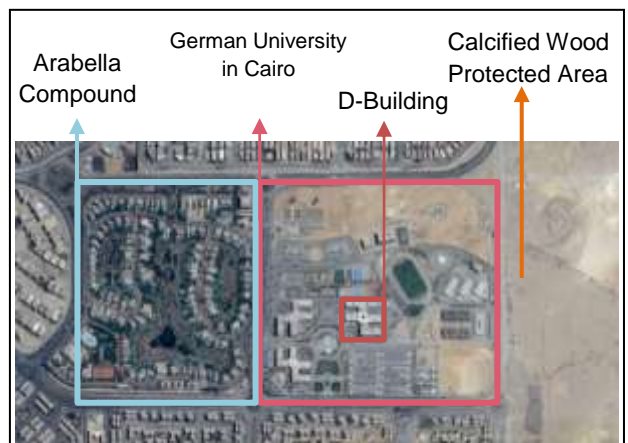 Arabella
Compound
German University
in Cairo
D-Building
Calcified Wood
Protected Area